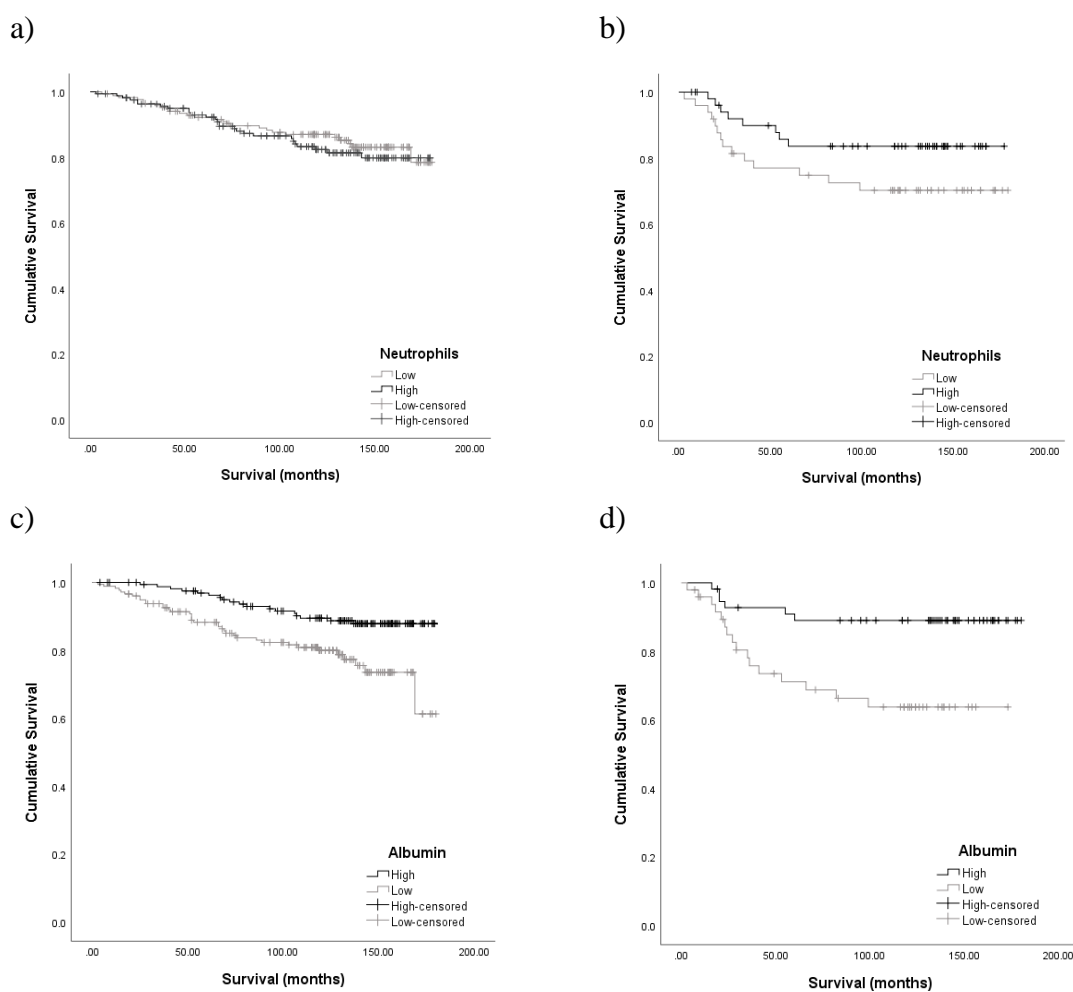 a)
1.0
0.8
0.6
0.4
0.2
0.0
Cumulative Survival
Neutrophils
Low
High
Low-censored
High-censored
.00 50.00 100.00 150.00 200.00
Survival (months)
b)
1.0
0.8
0.6
0.4
0.2
0.0
Cumulative Survival
Neutrophils
Low
High
Low-censored
High-censored
.00 50.00 100.00 150.00 200.00
Survival (months)
c)
1.0
0.8
0.6
0.4
0.2
0.0
Cumulative Survival
Albumin
High
Low
High-censored
Low-censored
.00 50.00 100.00 150.00 200.00
Survival (months)
d)
1.0
0.8
0.6
0.4
0.2
0.0
Cumulative Survival
Albumin
High
Low
High-censored
Low-censored
.00 50.00 100.00 150.00 200.00
Survival (months)